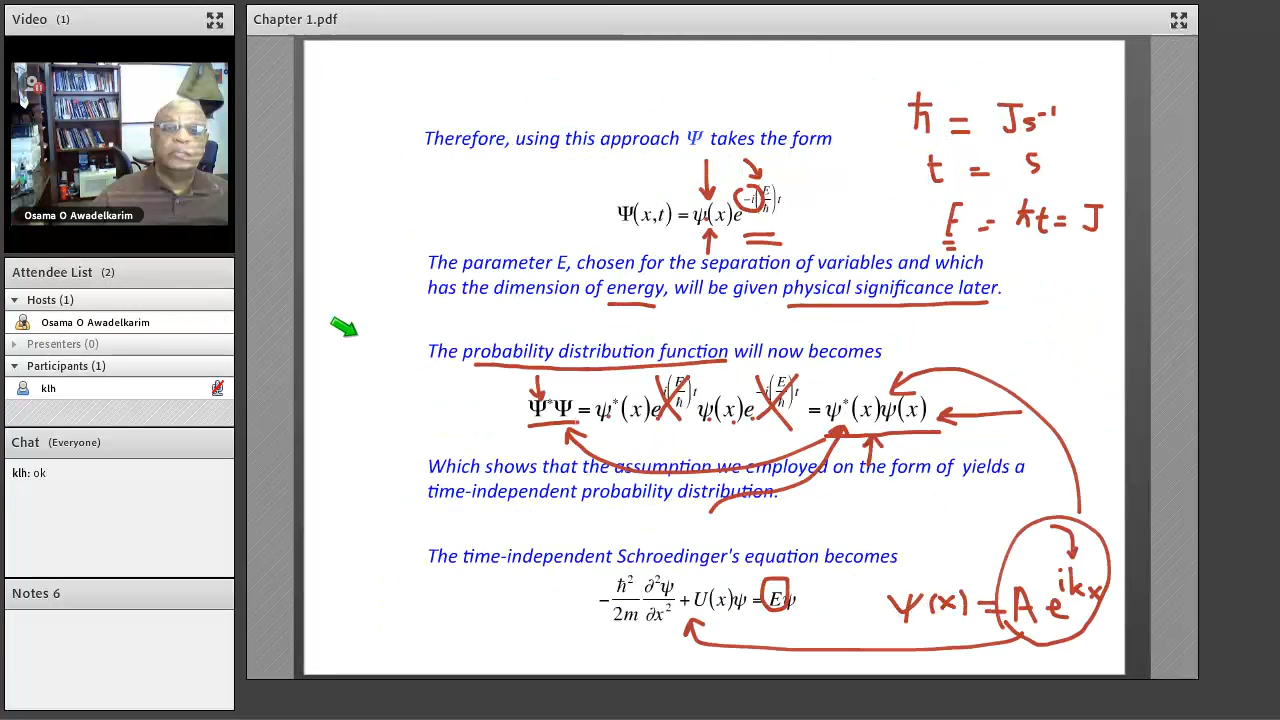 Video (1)
Osama O Awadelkarim
Attendee List (2)
Hosts (1)
Osama O Awadelkarim
Presenters (0)
Participants (1)
klh
Chat (Everyone)
klh: ok
Notes 6
Chapter 1.pdf
Therefore, using this approach Ψ takes the form
Ψ(x,t) = ψ(x)e^{-i(E/ħ)t}
ħ = Js⁻¹
t = s
E = ħt = J
The parameter E, chosen for the separation of variables and which
has the dimension of energy, will be given physical significance later.
The probability distribution function will now becomes
Ψ*Ψ = ψ*(x)e^{i(E/ħ)t} ψ(x)e^{-i(E/ħ)t} = ψ*(x)ψ(x)
Which shows that the assumption we employed on the form of yields a
time-independent probability distribution.
The time-independent Schroedinger's equation becomes
-ħ²/2m ∂²ψ/∂x² + U(x)ψ = Eψ
ψ(x) = A e^{ikx}